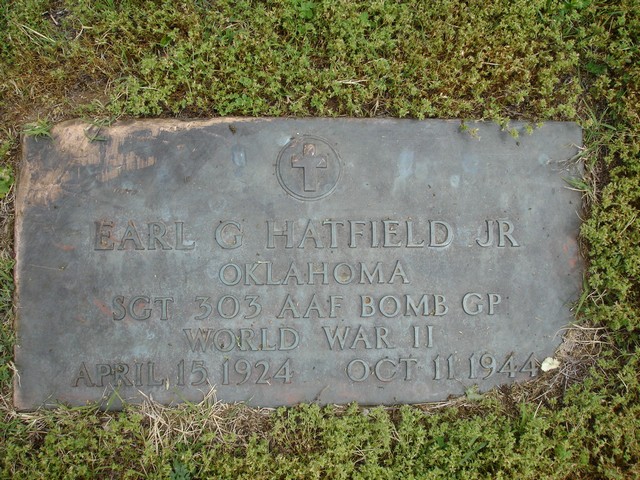 EARL G HATFIELD JR
OKLAHOMA
SGT 303 AAF BOMB GP
WORLD WAR II
APRIL 15 1924 OCT 11 1944